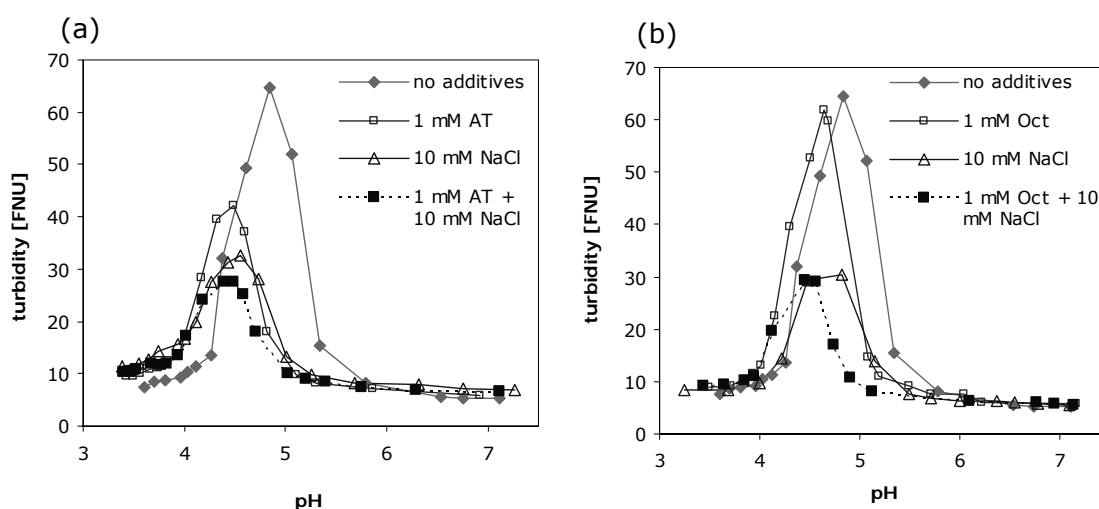 (a)
70
60
50
40
30
20
10
0
3
4
5
6
7
pH
turbidity [FNU]
no additives
1 mM AT
10 mM NaCl
1 mM AT +
10 mM NaCl
(b)
70
60
50
40
30
20
10
0
3
4
5
6
7
pH
turbidity [FNU]
no additives
1 mM Oct
10 mM NaCl
1 mM Oct + 10
mM NaCl